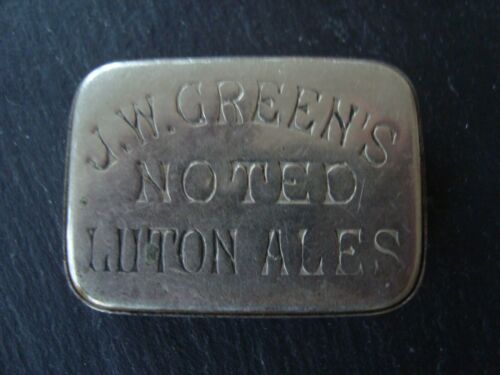 J.W. GREEN'S
NOTED
LUTON ALES